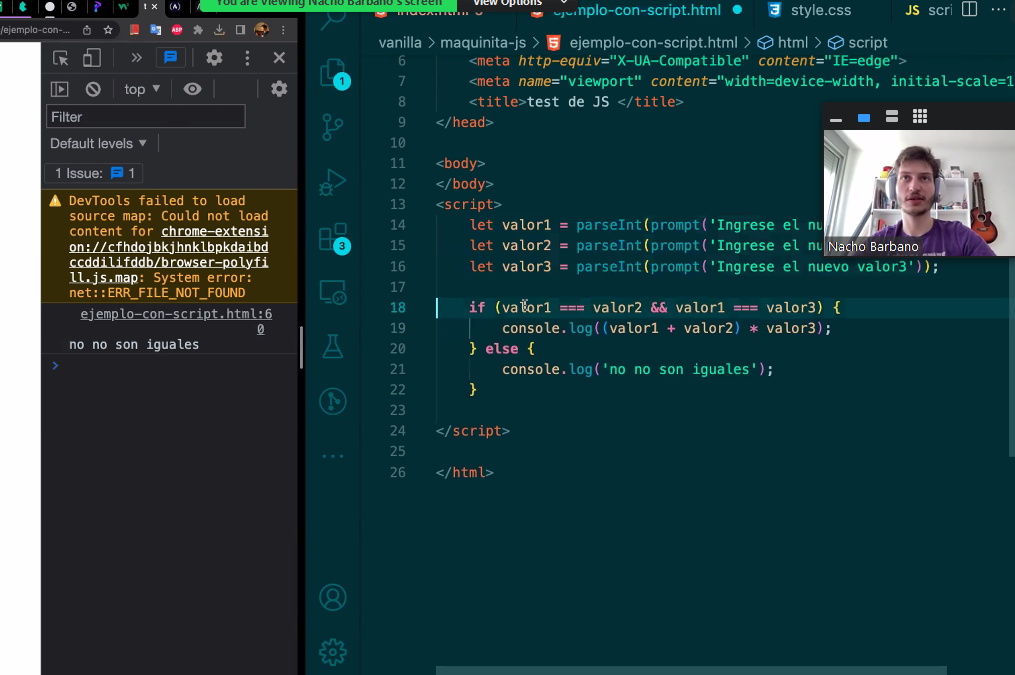 You are viewing Nacho Barbano's screen
View Options
/ejemplo-con-...
top
Filter
Default levels
1 Issue: 1
DevTools failed to load
source map: Could not load
content for chrome-extensi
on://cfhdojbkjhnklbpkdaibd
ccddilifddb/browser-polyfi
ll.js.map: System error:
net::ERR_FILE_NOT_FOUND
ejemplo-con-script.html:6
0
no no son iguales
1
3
ejemplo-con-script.html
style.css
JS scri
vanilla > maquinita-js > ejemplo-con-script.html > html > script
6 <meta http-equiv="X-UA-Compatible" content="IE=edge">
7 <meta name="viewport" content="width=device-width, initial-scale=1
8 <title>test de JS </title>
9 </head>
10
11 <body>
12 </body>
13 <script>
14 let valor1 = parseInt(prompt('Ingrese el nu
15 let valor2 = parseInt(prompt('Ingrese el nu
16 let valor3 = parseInt(prompt('Ingrese el nuevo valor3'));
17
18 if (valor1 === valor2 && valor1 === valor3) {
19 console.log((valor1 + valor2) * valor3);
20 } else {
21 console.log('no no son iguales');
22 }
23
24 </script>
25
26 </html>
Nacho Barbano